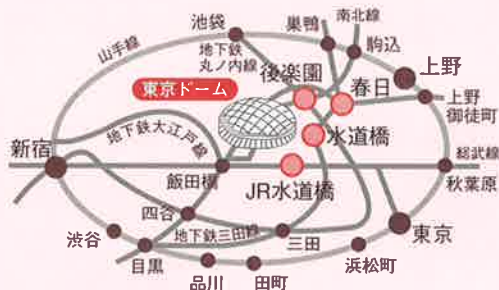 池袋
巣鴨
南北線
駒込
山手線
地下鉄
丸ノ内線
上野
後楽園
春日
東京ドーム
上野
御徒町
地下鉄大江戸線
水道橋
新宿
総武線
飯田橋
JR水道橋
秋葉原
四谷
渋谷
地下鉄三田線
三田
東京
目黒
浜松町
品川
田町